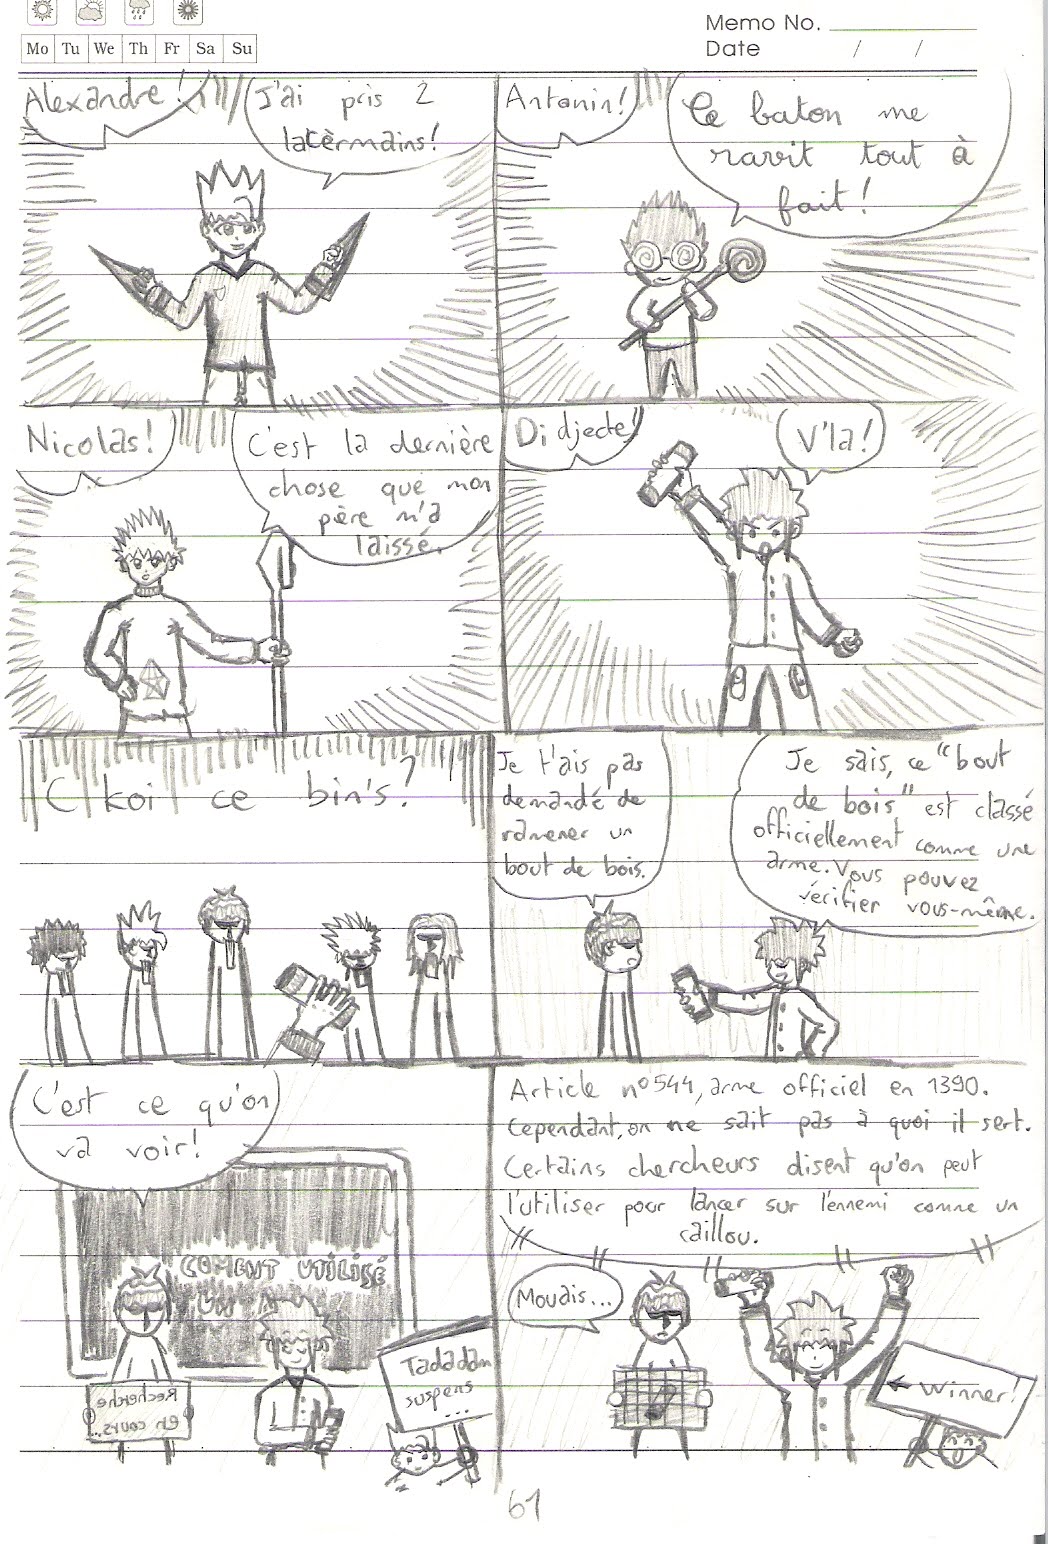 Memo No.
Mo Tu We Th Fr Sa Su
Date / /
Alexandre!
J'ai pris 2
latèrmains!
Antonin!
Ce baton me
ravit tout à
fait!
Nicolas!
C'est la dernière
chose que mon
père m'a
laissé.
Didjecte!
V'la!
C koi ce bin's?
Je t'ais pas
demandé de
ramener un
bout de bois.
Je sais, ce "bout
de bois" est classé
officiellement comme une
arme. Vous pouvez
vérifier vous-même.
C'est ce qu'on
va voir!
COMENT UTILISÉ
UN
Recherche
en cours...
Tadadan
suspens
...
Article n°544, arme officiel en 1390.
Cependant, on ne sait pas à quoi il sert.
Certains chercheurs disent qu'on peut
l'utiliser pour lancer sur l'ennemi comme un
caillou.
Mouais...
Winner!
61